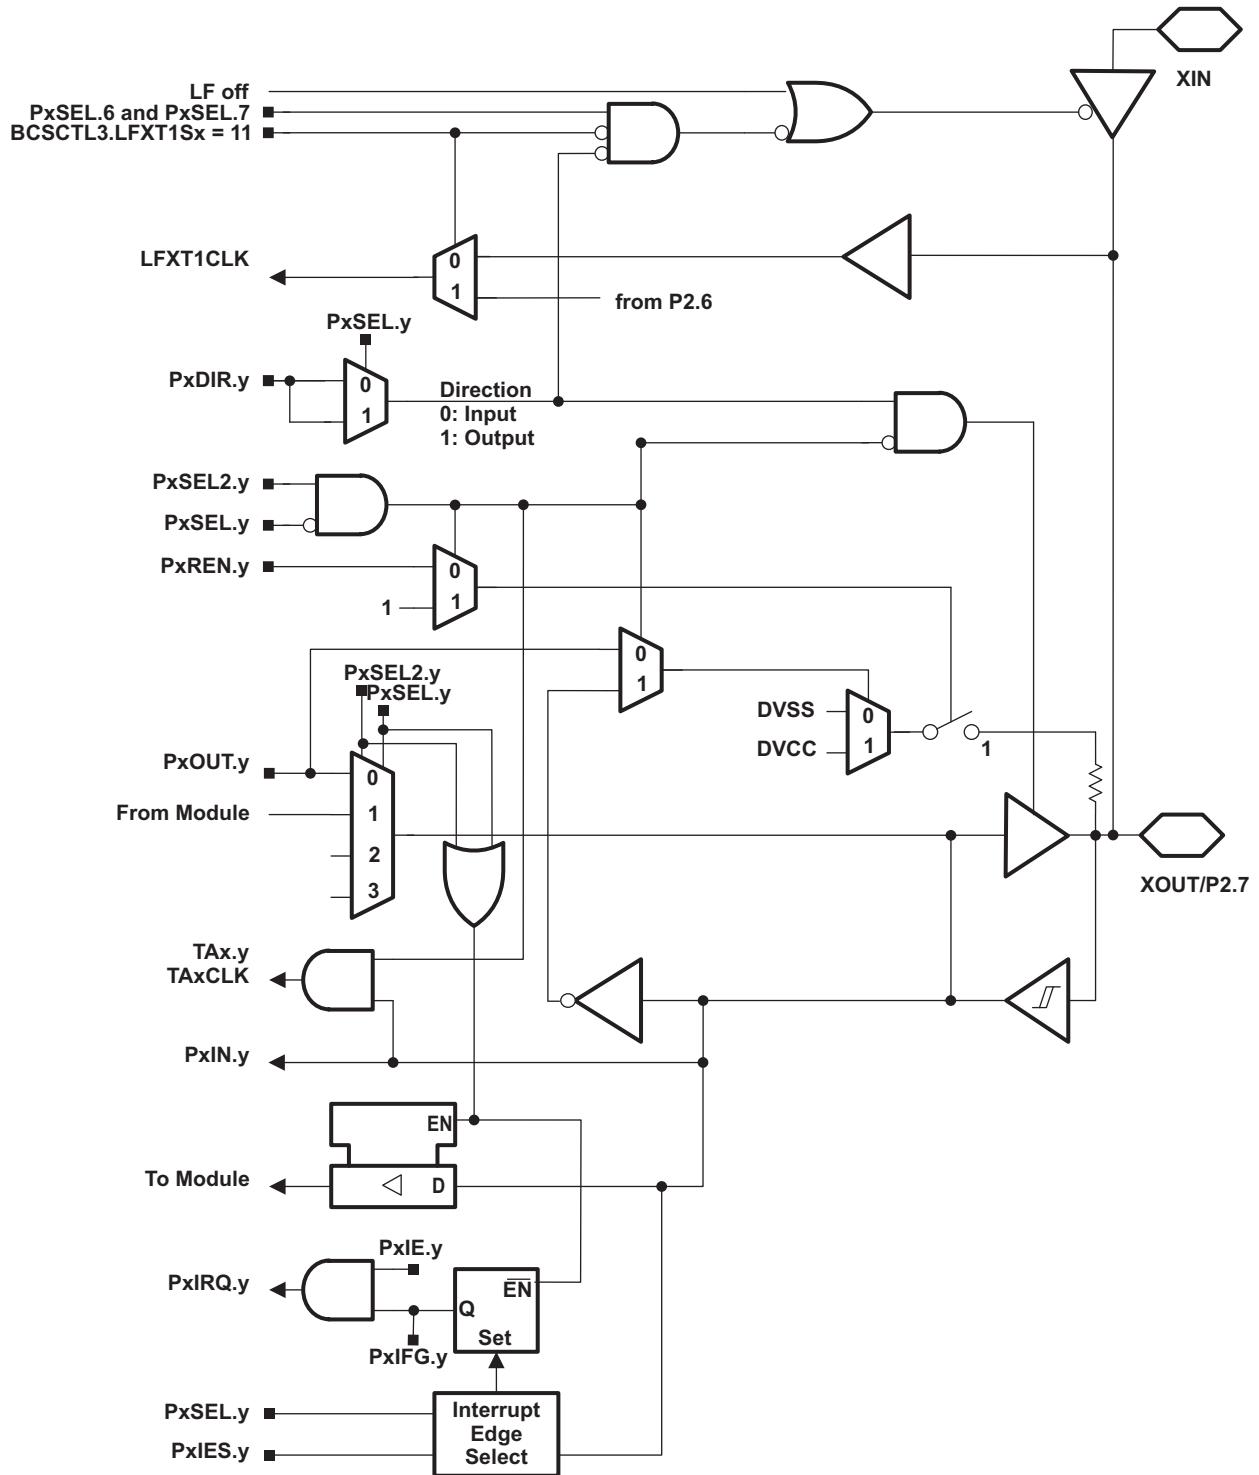 XIN
LF off
PxSEL.6 and PxSEL.7
BCSCTL3.LFXT1Sx = 11
LFXT1CLK
0
1
from P2.6
PxSEL.y
PxDIR.y
0
1
Direction
0: Input
1: Output
PxSEL2.y
PxSEL.y
PxREN.y
0
1
1
0
1
PxSEL2.y
PxSEL.y
DVSS
DVCC
0
1
1
PxOUT.y
From Module
0
1
2
3
XOUT/P2.7
TAx.y
TAxCLK
PxIN.y
EN
To Module
D
PxIE.y
PxIRQ.y
EN
Q
Set
PxIFG.y
PxSEL.y
PxIES.y
Interrupt
Edge
Select